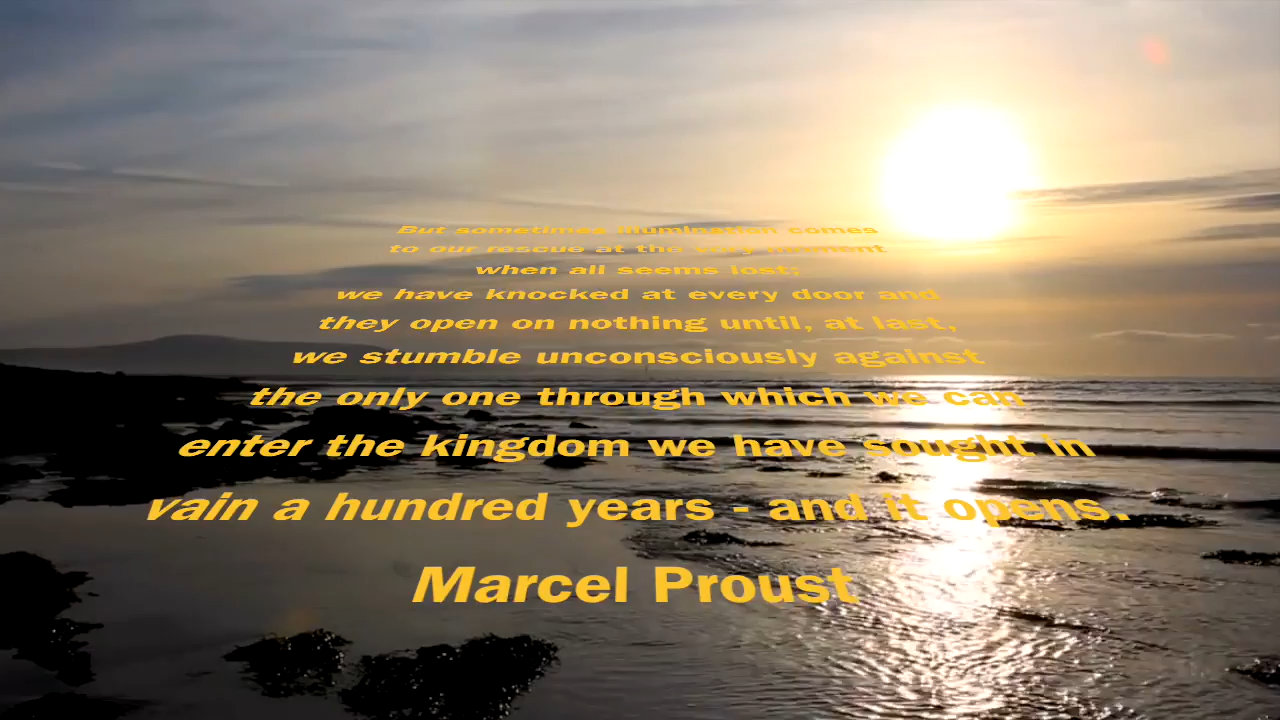 But sometimes illumination comes
to our rescue at the very moment
when all seems lost;
we have knocked at every door and
they open on nothing until, at last,
we stumble unconsciously against
the only one through which we can
enter the kingdom we have sought in
vain a hundred years - and it opens.
Marcel Proust